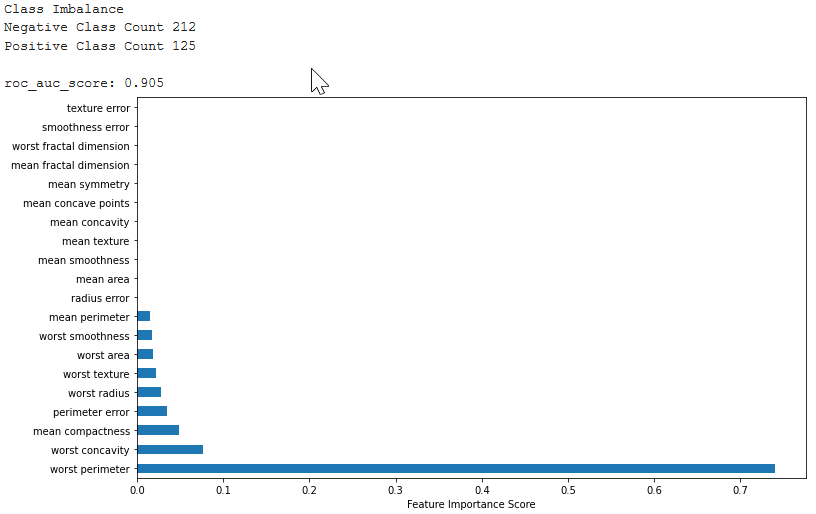 Class Imbalance
Negative Class Count 212
Positive Class Count 125
roc_auc_score: 0.905
texture error
smoothness error
worst fractal dimension
mean fractal dimension
mean symmetry
mean concave points
mean concavity
mean texture
mean smoothness
mean area
radius error
mean perimeter
worst smoothness
worst area
worst texture
worst radius
perimeter error
mean compactness
worst concavity
worst perimeter
0.0 0.1 0.2 0.3 0.4 0.5 0.6 0.7
Feature Importance Score